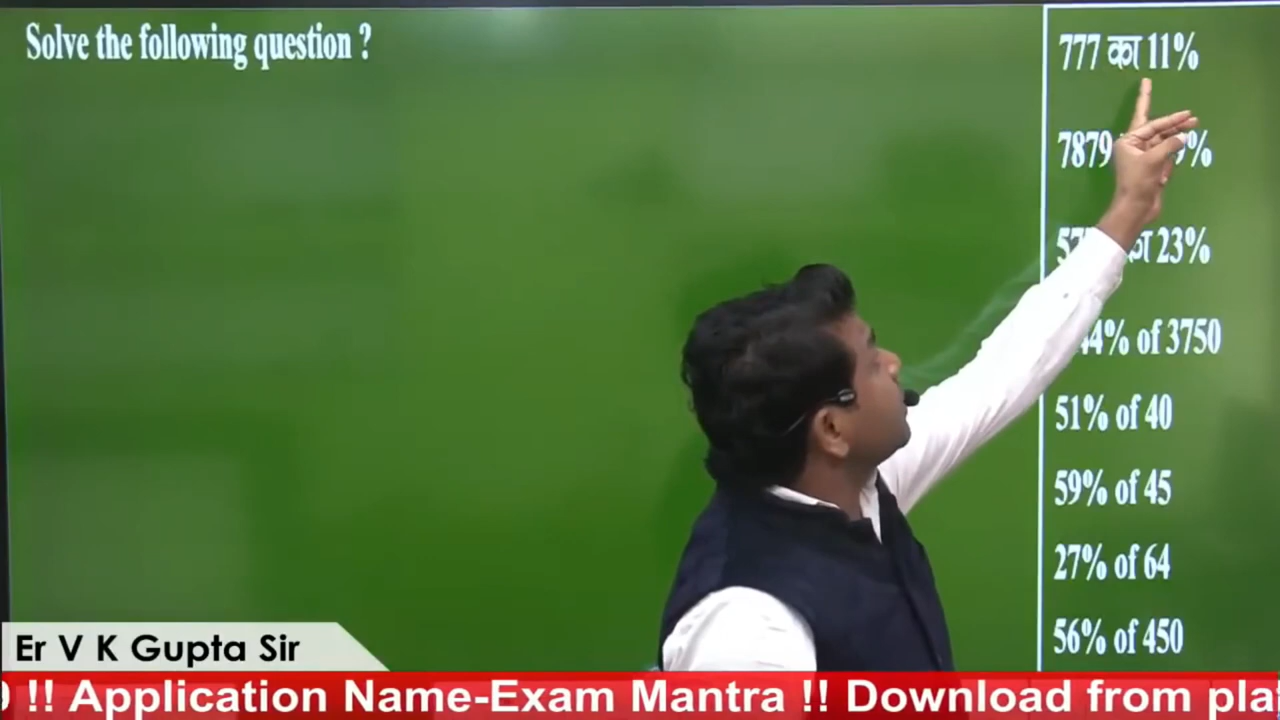 Solve the following question ?
777 का 11%
7879 9%
का 23%
44% of 3750
51% of 40
59% of 45
27% of 64
56% of 450
Er V K Gupta Sir
!! Application Name-Exam Mantra !! Download from